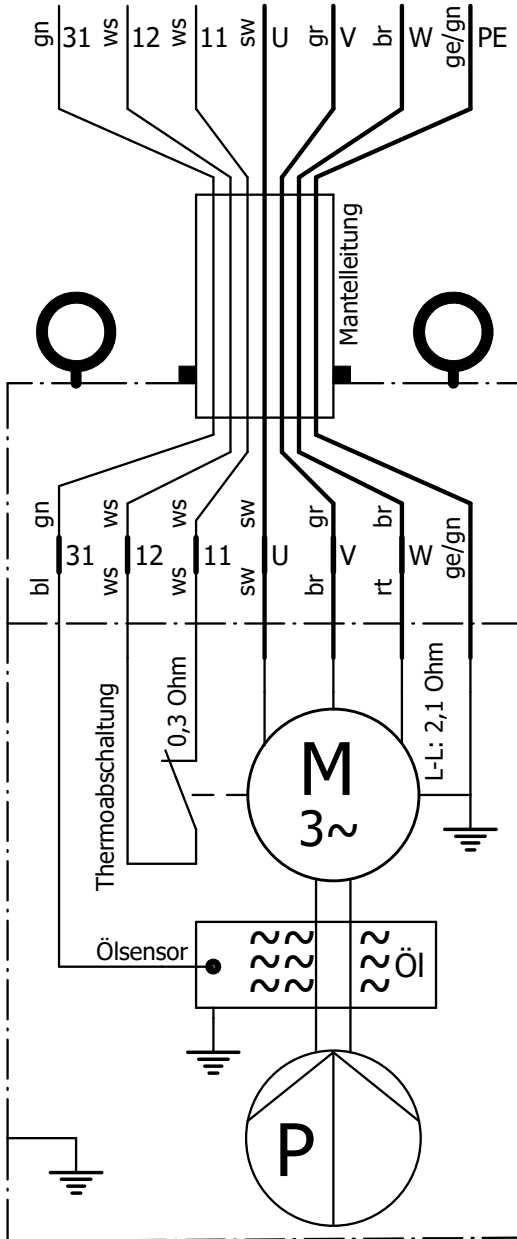 gn 31 ws 12 ws 11 sw U gr V br W ge/gn PE
Mantelleitung
gn ws ws sw gr br
31 12 11 U V W
bl ws ws sw br rt ge/gn
Thermoabschaltung
0,3 Ohm
L-L: 2,1 Ohm
M
3~
Ölsensor
~~ ~
~~ ~
~~ ~
Öl
P